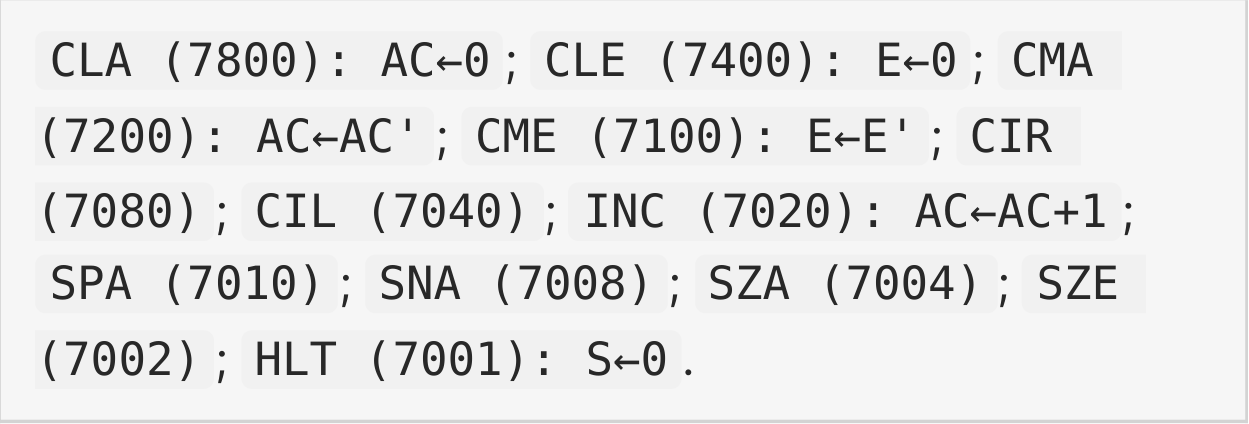 CLA (7800): AC←0; CLE (7400): E←0; CMA
(7200): AC←AC'; CME (7100): E←E'; CIR
(7080); CIL (7040); INC (7020): AC←AC+1;
SPA (7010); SNA (7008); SZA (7004); SZE
(7002); HLT (7001): S←0.